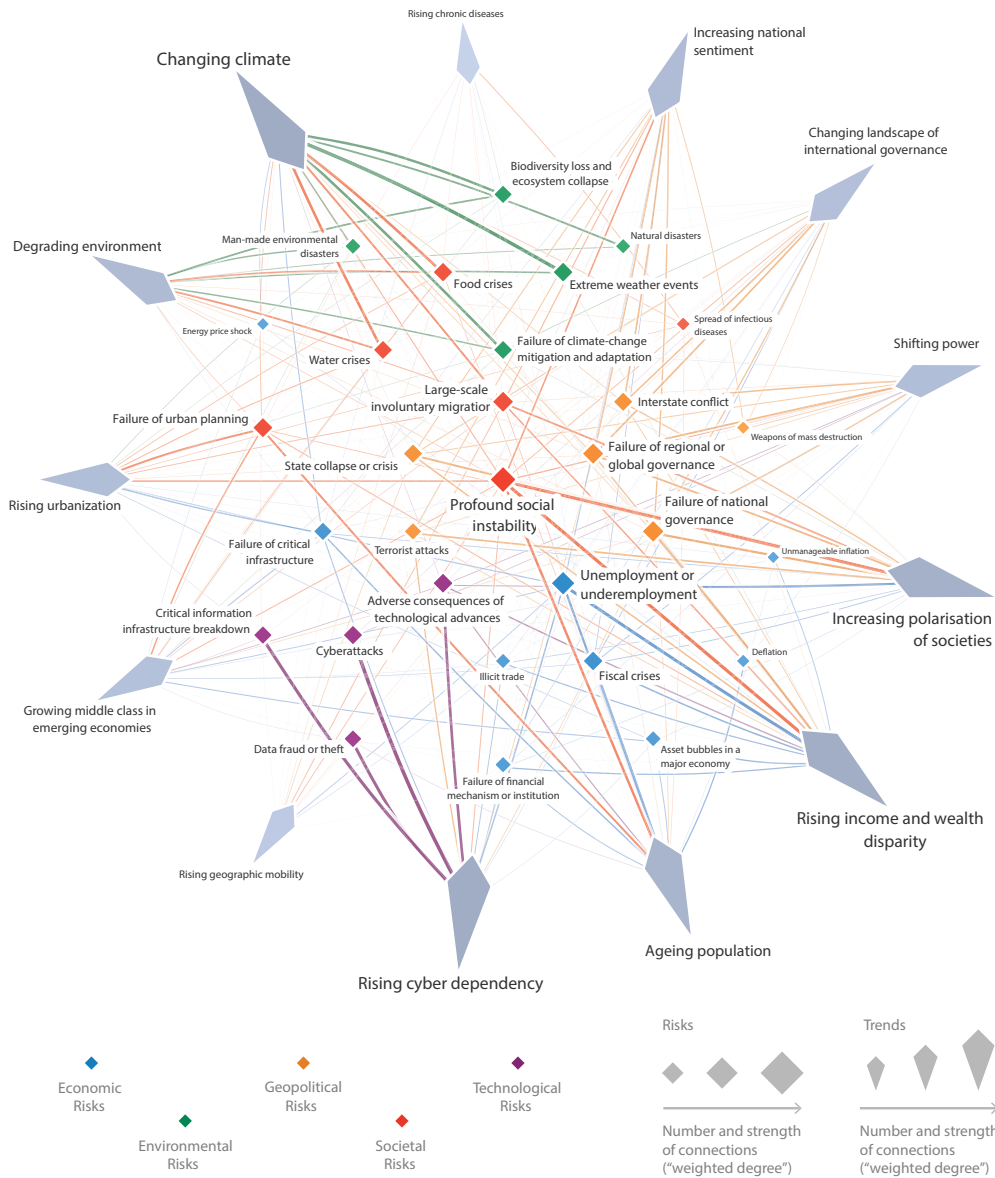 Rising chronic diseases
Increasing national
sentiment
Changing climate
Changing landscape of
international governance
Biodiversity loss and
ecosystem collapse
Degrading environment
Man-made environmental
disasters
Natural disasters
Food crises
Extreme weather events
Energy price shock
Spread of infectious
diseases
Water crises
Failure of climate-change
mitigation and adaptation
Shifting power
Large-scale
involuntary migration
Interstate conflict
Failure of urban planning
Weapons of mass destruction
State collapse or crisis
Failure of regional or
global governance
Rising urbanization
Profound social
instability
Failure of national
governance
Failure of critical
infrastructure
Terrorist attacks
Unmanageable inflation
Unemployment or
underemployment
Adverse consequences of
technological advances
Increasing polarisation
of societies
Critical information
infrastructure breakdown
Cyberattacks
Deflation
Illicit trade
Fiscal crises
Growing middle class in
emerging economies
Data fraud or theft
Asset bubbles in a
major economy
Failure of financial
mechanism or institution
Rising income and wealth
disparity
Rising geographic mobility
Ageing population
Rising cyber dependency
Risks
Trends
Economic
Risks
Geopolitical
Risks
Technological
Risks
Environmental
Risks
Societal
Risks
Number and strength
of connections
("weighted degree")
Number and strength
of connections
("weighted degree")